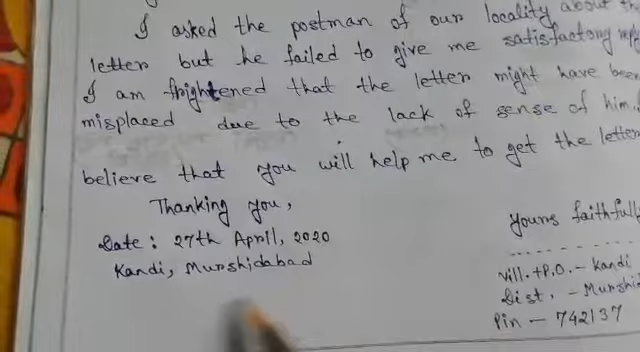 I asked the postman of our locality about the
letter but he failed to give me satisfactory
I am frightened that the letter might have been
misplaced due to the lack of sense of him.
believe that you will help me to get the letter
Thanking you,
Yours faithfully
Date: 27th April, 2020
Kandi, Murshidabad
Vill.+P.O.- Kandi
Dist. - Murshi
Pin - 742137